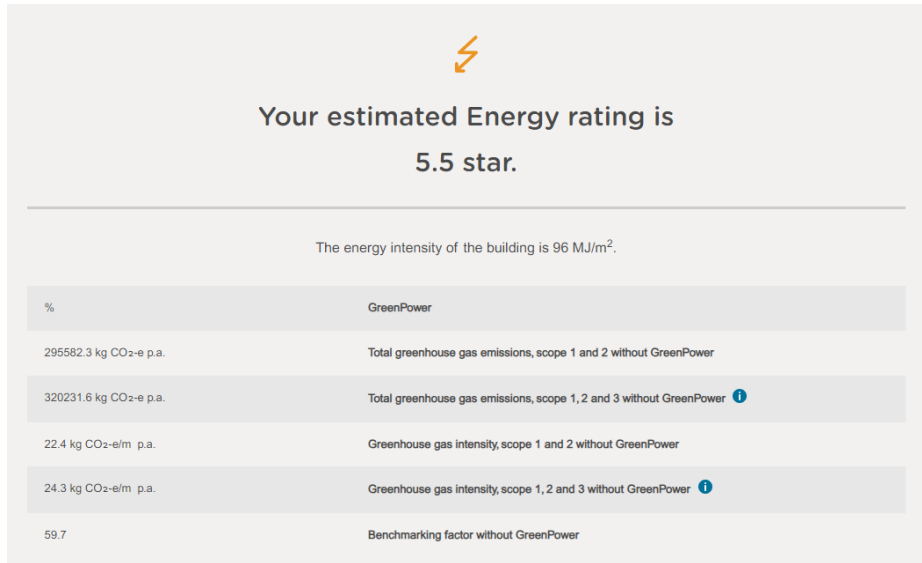 Your estimated Energy rating is
5.5 star.
The energy intensity of the building is 96 MJ/m².
% GreenPower
295582.3 kg CO₂-e p.a. Total greenhouse gas emissions, scope 1 and 2 without GreenPower
320231.6 kg CO₂-e p.a. Total greenhouse gas emissions, scope 1, 2 and 3 without GreenPower i
22.4 kg CO₂-e/m p.a. Greenhouse gas intensity, scope 1 and 2 without GreenPower
24.3 kg CO₂-e/m p.a. Greenhouse gas intensity, scope 1, 2 and 3 without GreenPower i
59.7 Benchmarking factor without GreenPower